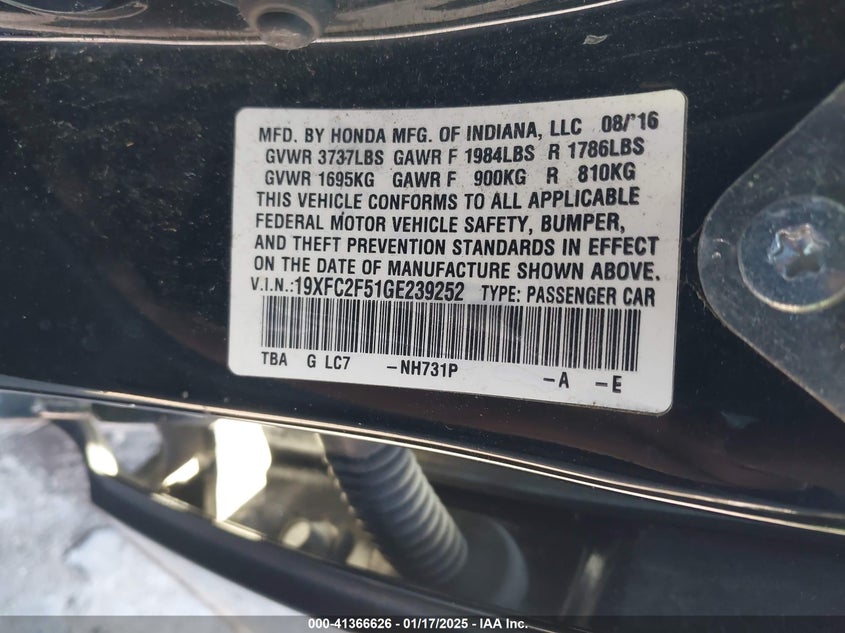 MFD. BY HONDA MFG. OF INDIANA, LLC 08/'16
GVWR 3737LBS GAWR F 1984LBS R 1786LBS
GVWR 1695KG GAWR F 900KG R 810KG
THIS VEHICLE CONFORMS TO ALL APPLICABLE
FEDERAL MOTOR VEHICLE SAFETY, BUMPER,
AND THEFT PREVENTION STANDARDS IN EFFECT
ON THE DATE OF MANUFACTURE SHOWN ABOVE.
V.I.N.:19XFC2F51GE239252 TYPE: PASSENGER CAR
TBA G LC7 -NH731P -A -E
000-41366626 - 01/17/2025 - IAA Inc.